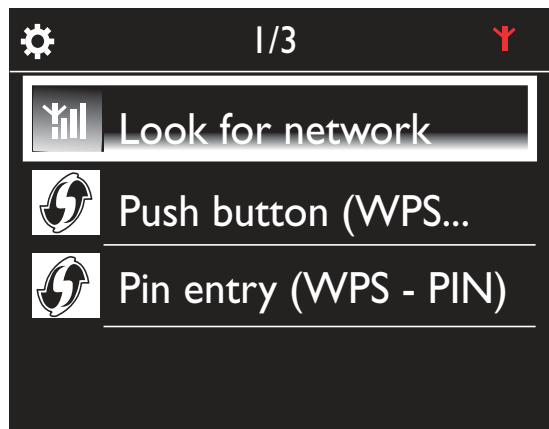 1/3
Look for network
Push button (WPS...
Pin entry (WPS - PIN)